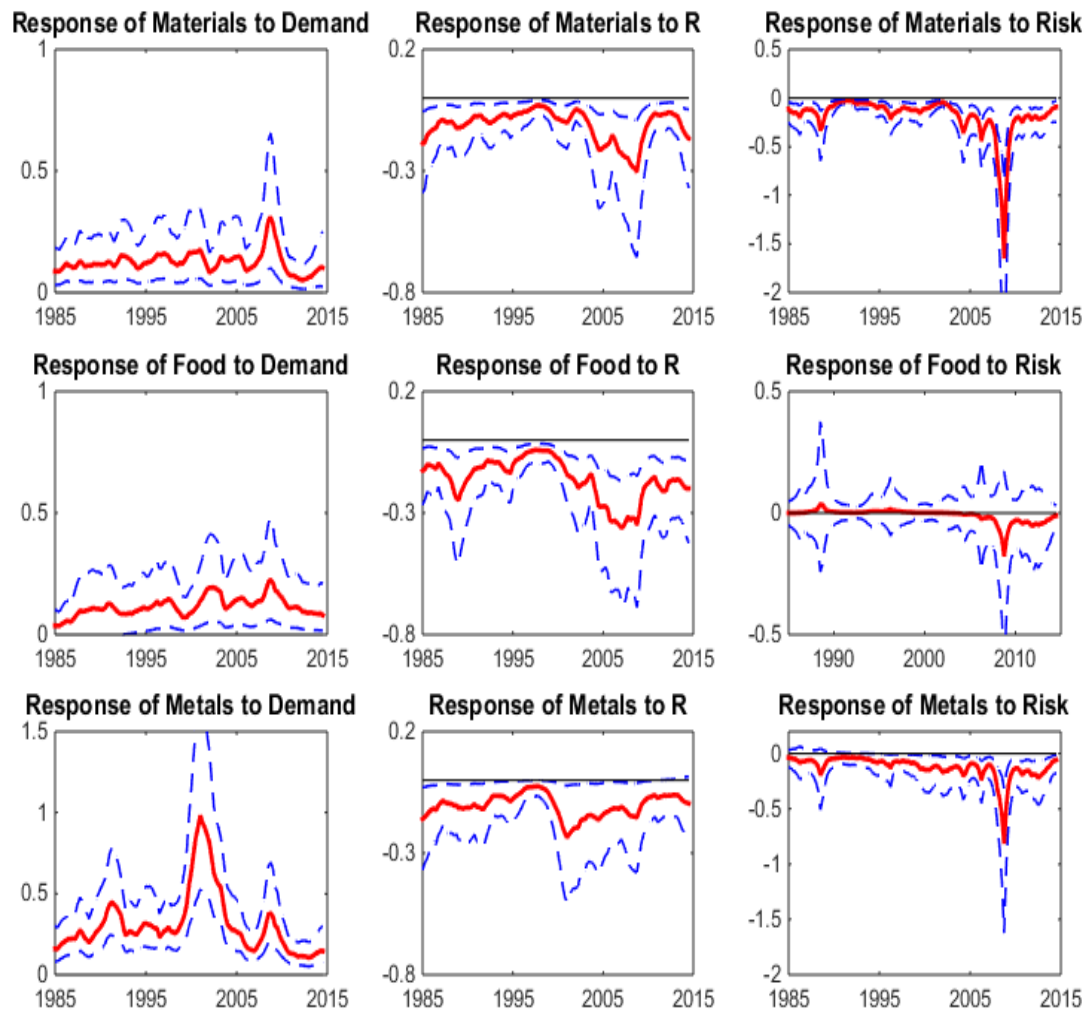 Response of Materials to Demand
1
0.5
0
1985 1995 2005 2015
Response of Materials to R
0.2
-0.3
-0.8
1985 1995 2005 2015
Response of Materials to Risk
0.5
0
-0.5
-1
-1.5
-2
1985 1995 2005 2015
Response of Food to Demand
1
0.5
0
1985 1995 2005 2015
Response of Food to R
0.2
-0.3
-0.8
1985 1995 2005 2015
Response of Food to Risk
0.5
0
-0.5
1990 2000 2010
Response of Metals to Demand
1.5
1
0.5
0
1985 1995 2005 2015
Response of Metals to R
0.2
-0.3
-0.8
1985 1995 2005 2015
Response of Metals to Risk
0
-0.5
-1
-1.5
-2
1985 1995 2005 2015